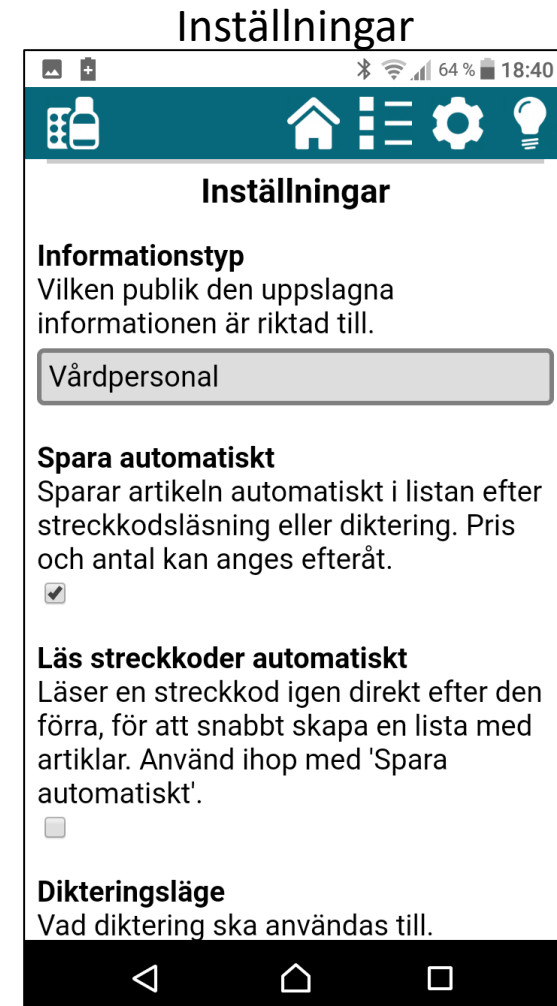 Inställningar
64 % 18:40
Inställningar
Informationstyp
Vilken publik den uppslagna
informationen är riktad till.
Vårdpersonal
Spara automatiskt
Sparar artikeln automatiskt i listan efter
streckkodsläsning eller diktering. Pris
och antal kan anges efteråt.
Läs streckkoder automatiskt
Läser en streckkod igen direkt efter den
förra, för att snabbt skapa en lista med
artiklar. Använd ihop med 'Spara
automatiskt'.
Dikteringsläge
Vad diktering ska användas till.